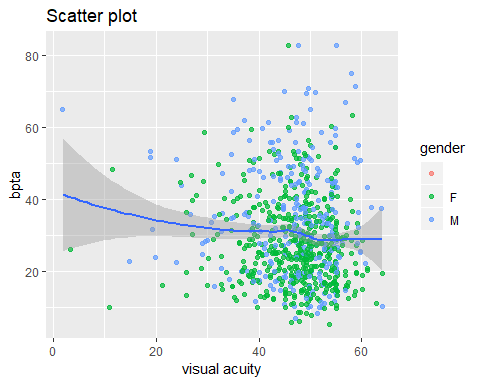 Scatter plot
80
60
40
20
bpta
0
20
40
60
visual acuity
gender
F
M